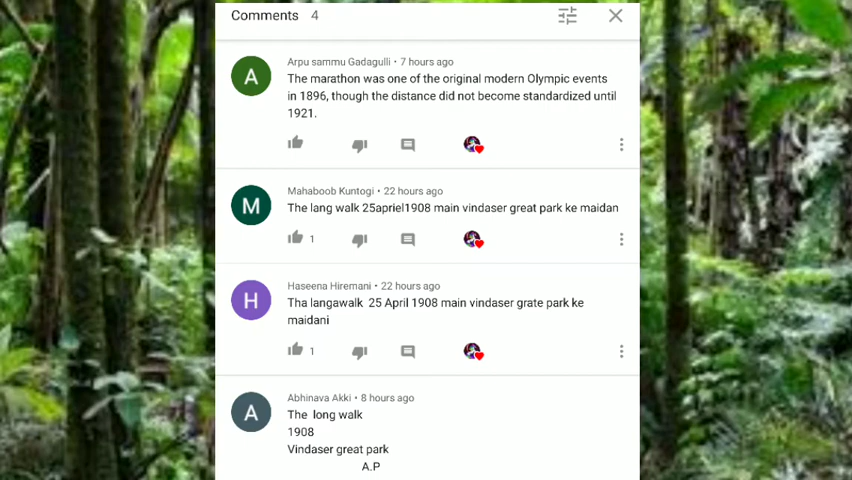 Comments 4
Arpu sammu Gadagulli • 7 hours ago
The marathon was one of the original modern Olympic events
in 1896, though the distance did not become standardized until
1921.
Mahaboob Kuntogi • 22 hours ago
The lang walk 25apriel1908 main vindaser great park ke maidan
1
Haseena Hiremani • 22 hours ago
Tha langawalk 25 April 1908 main vindaser grate park ke
maidani
1
Abhinava Akki • 8 hours ago
The long walk
1908
Vindaser great park
A.P